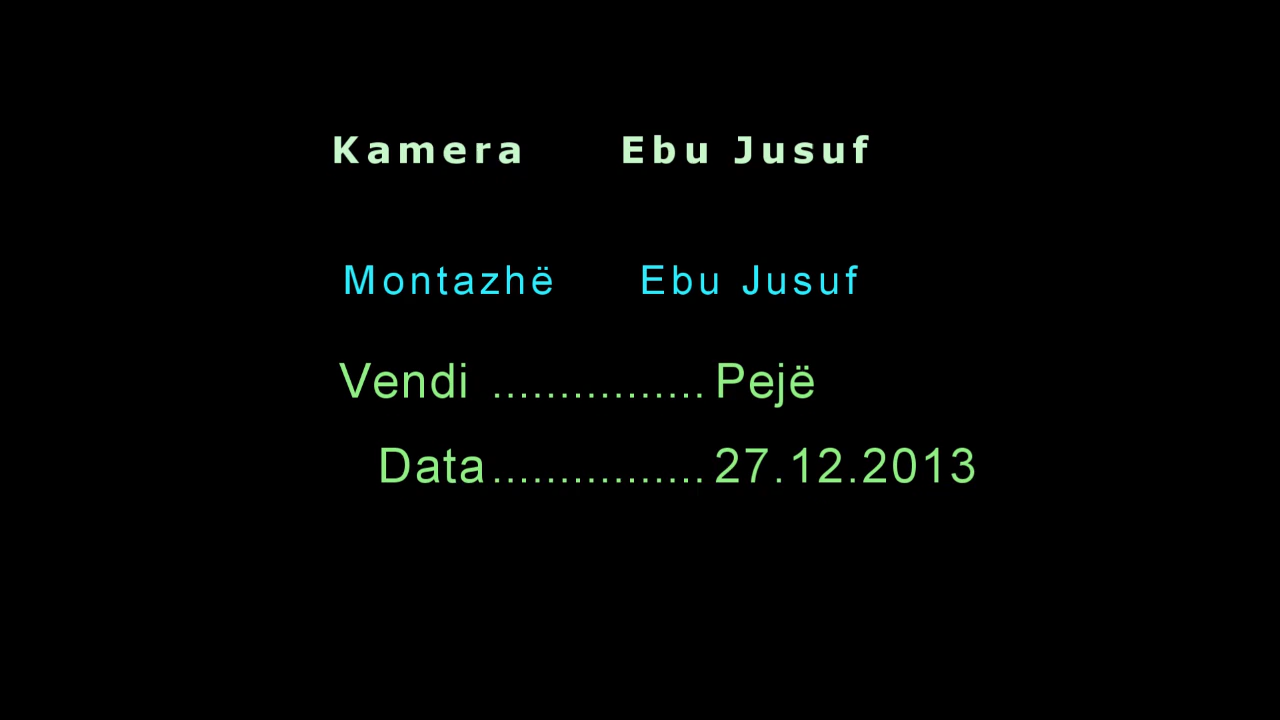 Kamera Ebu Jusuf
Montazhë Ebu Jusuf
Vendi ................ Pejë
Data................ 27.12.2013